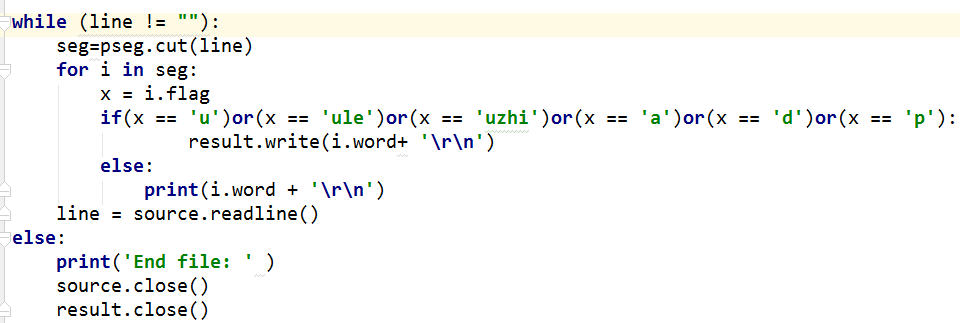 while (line != ""):
    seg=pseg.cut(line)
    for i in seg:
        x = i.flag
        if(x == 'u')or(x == 'ule')or(x == 'uzhi')or(x == 'a')or(x == 'd')or(x == 'p'):
                result.write(i.word+ '\r\n')
        else:
            print(i.word + '\r\n')
    line = source.readline()
else:
    print('End file: ' )
    source.close()
    result.close()